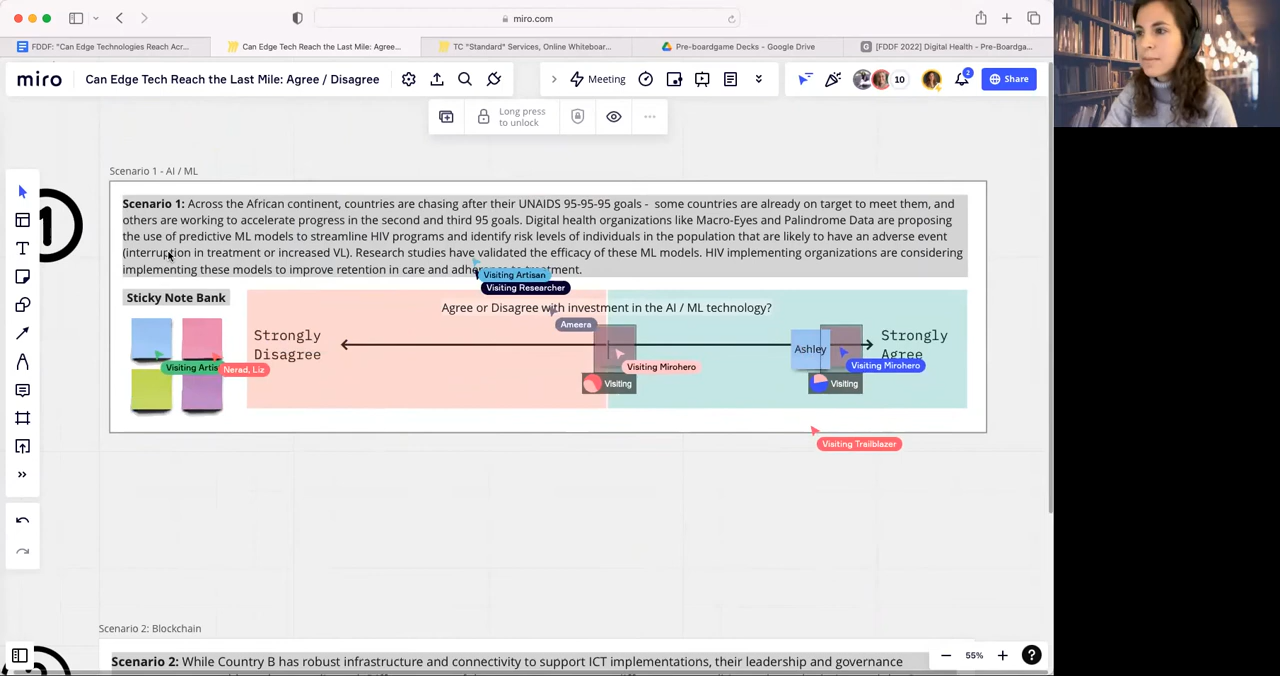 miro.com
FDDF: "Can Edge Technologies Reach Acr...
Can Edge Tech Reach the Last Mile: Agree...
TC "Standard" Services, Online Whiteboar...
Pre-boardgame Decks - Google Drive
[FDDF 2022] Digital Health - Pre-Boardga...
miro
Can Edge Tech Reach the Last Mile: Agree / Disagree
Meeting
10
2
Share
Long press
to unlock
Scenario 1 - AI / ML
1
Scenario 1: Across the African continent, countries are chasing after their UNAIDS 95-95-95 goals - some countries are already on target to meet them, and
others are working to accelerate progress in the second and third 95 goals. Digital health organizations like Macro-Eyes and Palindrome Data are proposing
the use of predictive ML models to streamline HIV programs and identify risk levels of individuals in the population that are likely to have an adverse event
(interruption in treatment or increased VL). Research studies have validated the efficacy of these ML models. HIV implementing organizations are considering
implementing these models to improve retention in care and adherence to treatment.
Visiting Artisan
Visiting Researcher
Sticky Note Bank
Agree or Disagree with investment in the AI / ML technology?
Ameera
Strongly
Disagree
Strongly
Agree
Ashley
Visiting Artis
Nerad, Liz
Visiting Mirohero
Visiting Mirohero
Visiting
Visiting
Visiting Trailblazer
Scenario 2: Blockchain
Scenario 2: While Country B has robust infrastructure and connectivity to support ICT implementations, their leadership and governance
55%